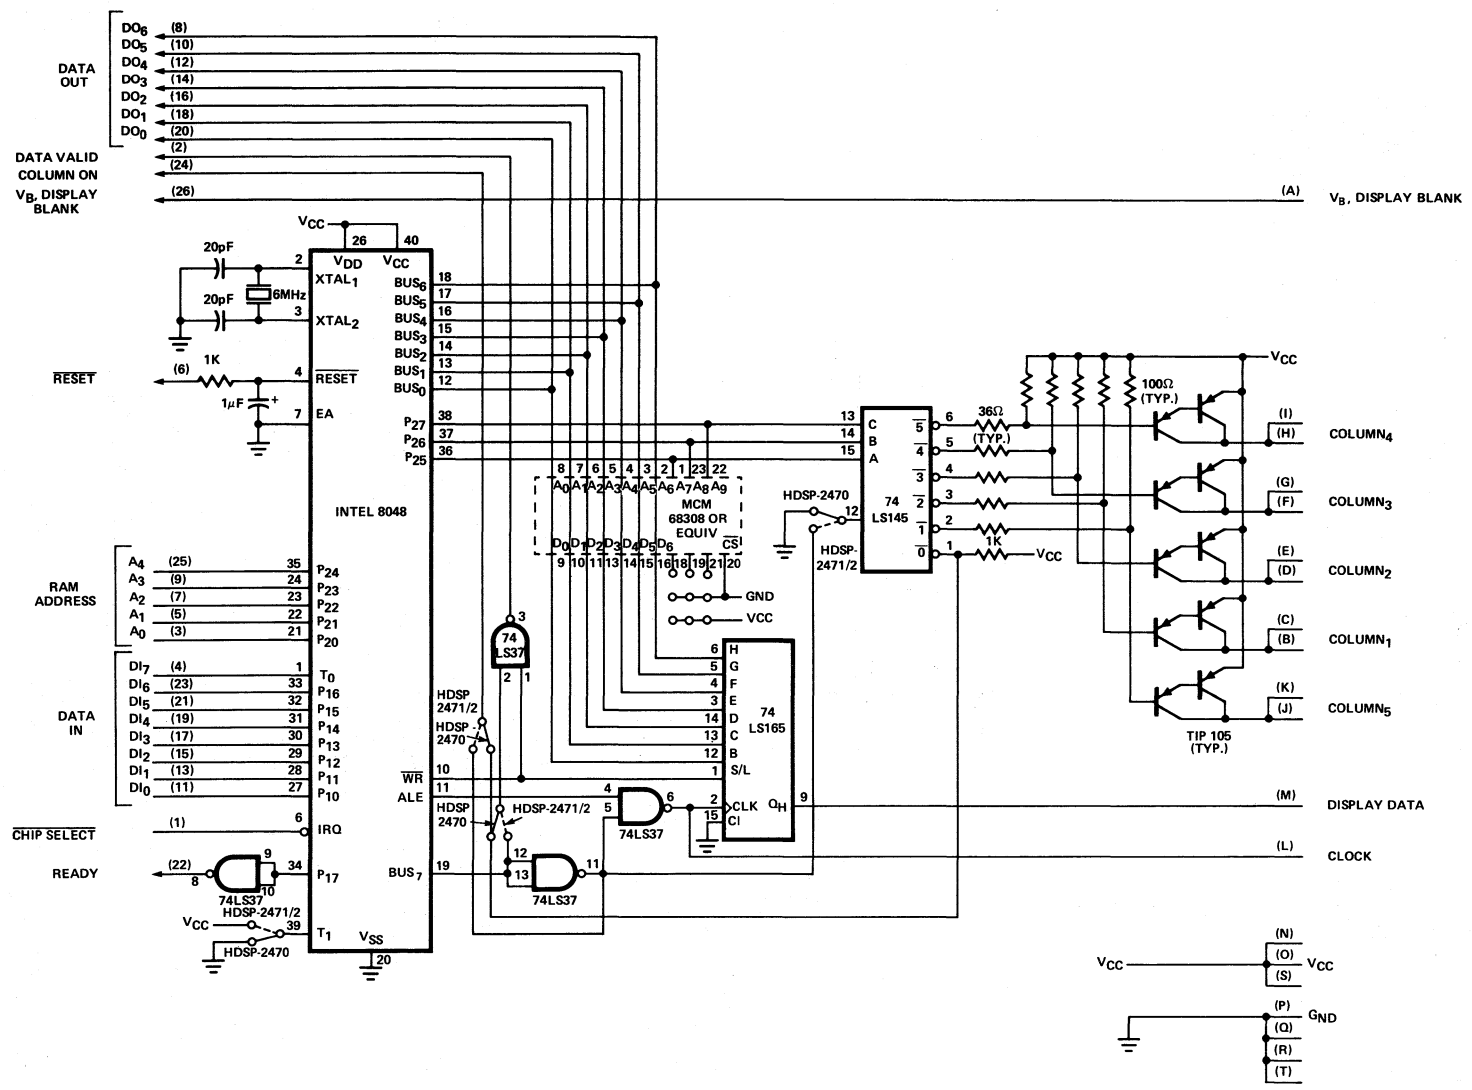 DATA OUT
DO6 (8)
DO5 (10)
DO4 (12)
DO3 (14)
DO2 (16)
DO1 (18)
DO0 (20)
DATA VALID (2)
COLUMN ON (24)
VB, DISPLAY BLANK (26)
(A) VB, DISPLAY BLANK
VCC
26 40
VDD VCC
20pF
2 XTAL1
6MHz
20pF
3 XTAL2
RESET (6) 1K 4 RESET
1μF +
7 EA
INTEL 8048
BUS6 18
BUS5 17
BUS4 16
BUS3 15
BUS2 14
BUS1 13
BUS0 12
P27 38
P26 37
P25 36
8 7 6 5 4 3 2 1 23 22
A0 A1 A2 A3 A4 A5 A6 A7 A8 A9
MCM
68308 OR
EQUIV
D0 D1 D2 D3 D4 D5 D6 CS
9 10 11 13 14 15 16 18 19 21 20
GND
VCC
13 C
14 B
15 A
12
74
LS145
5 6
4 5
3 4
2 3
1 2
0 1
HDSP-2470
HDSP-
2471/2
36Ω
(TYP.)
1K
VCC
100Ω
(TYP.)
VCC
(I)
(H) COLUMN4
(G)
(F) COLUMN3
(E)
(D) COLUMN2
(C)
(B) COLUMN1
(K)
(J) COLUMN5
TIP 105
(TYP.)
RAM
ADDRESS
A4 (25) 35 P24
A3 (9) 24 P23
A2 (7) 23 P22
A1 (5) 22 P21
A0 (3) 21 P20
DATA
IN
DI7 (4) 1 T0
DI6 (23) 33 P16
DI5 (21) 32 P15
DI4 (19) 31 P14
DI3 (17) 30 P13
DI2 (15) 29 P12
DI1 (13) 28 P11
DI0 (11) 27 P10
CHIP SELECT (1) 6 IRQ
READY (22) 8 9 10 34 P17
74LS37
HDSP-2471/2
VCC
39 T1
HDSP-2470
VSS
20
3
74
LS37
2 1
HDSP
2471/2
HDSP-
2470
WR 10
ALE 11
HDSP
2470
HDSP-2471/2
BUS7 19
12
13
11
74LS37
4
5
6
74LS37
6 H
5 G
4 F
3 E
14 D
13 C
12 B
1 S/L
2 CLK
15 CI
74
LS165
QH 9
(M) DISPLAY DATA
(L) CLOCK
VCC
(N)
(O)
(S)
VCC
(P)
(Q)
(R)
(T)
GND